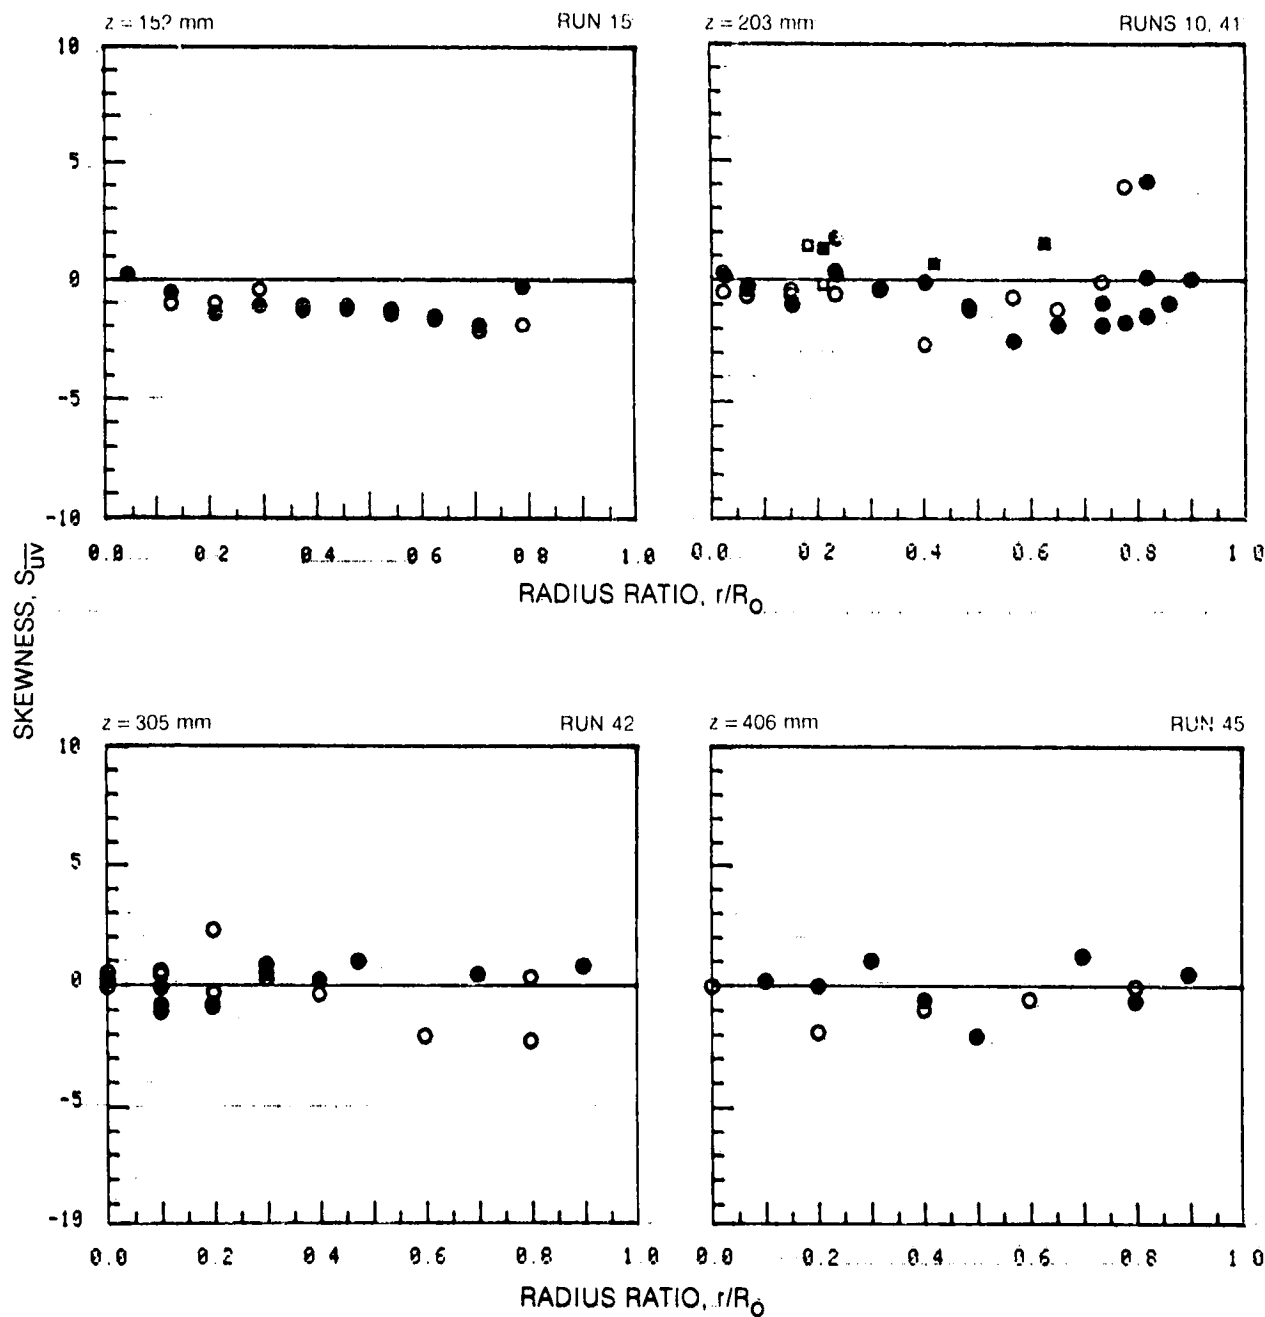 z = 152 mm RUN 15
10
5
0
-5
-10
0.0 0.2 0.4 0.6 0.8 1.0
z = 203 mm RUNS 10, 41
0.0 0.2 0.4 0.6 0.8 1 0
RADIUS RATIO, r/R0
SKEWNESS, Suv
z = 305 mm RUN 42
10
5
0
-5
-10
0.0 0.2 0.4 0.6 0.8 1.0
z = 406 mm RUN 45
0.0 0.2 0.4 0.6 0.8 1 0
RADIUS RATIO, r/R0